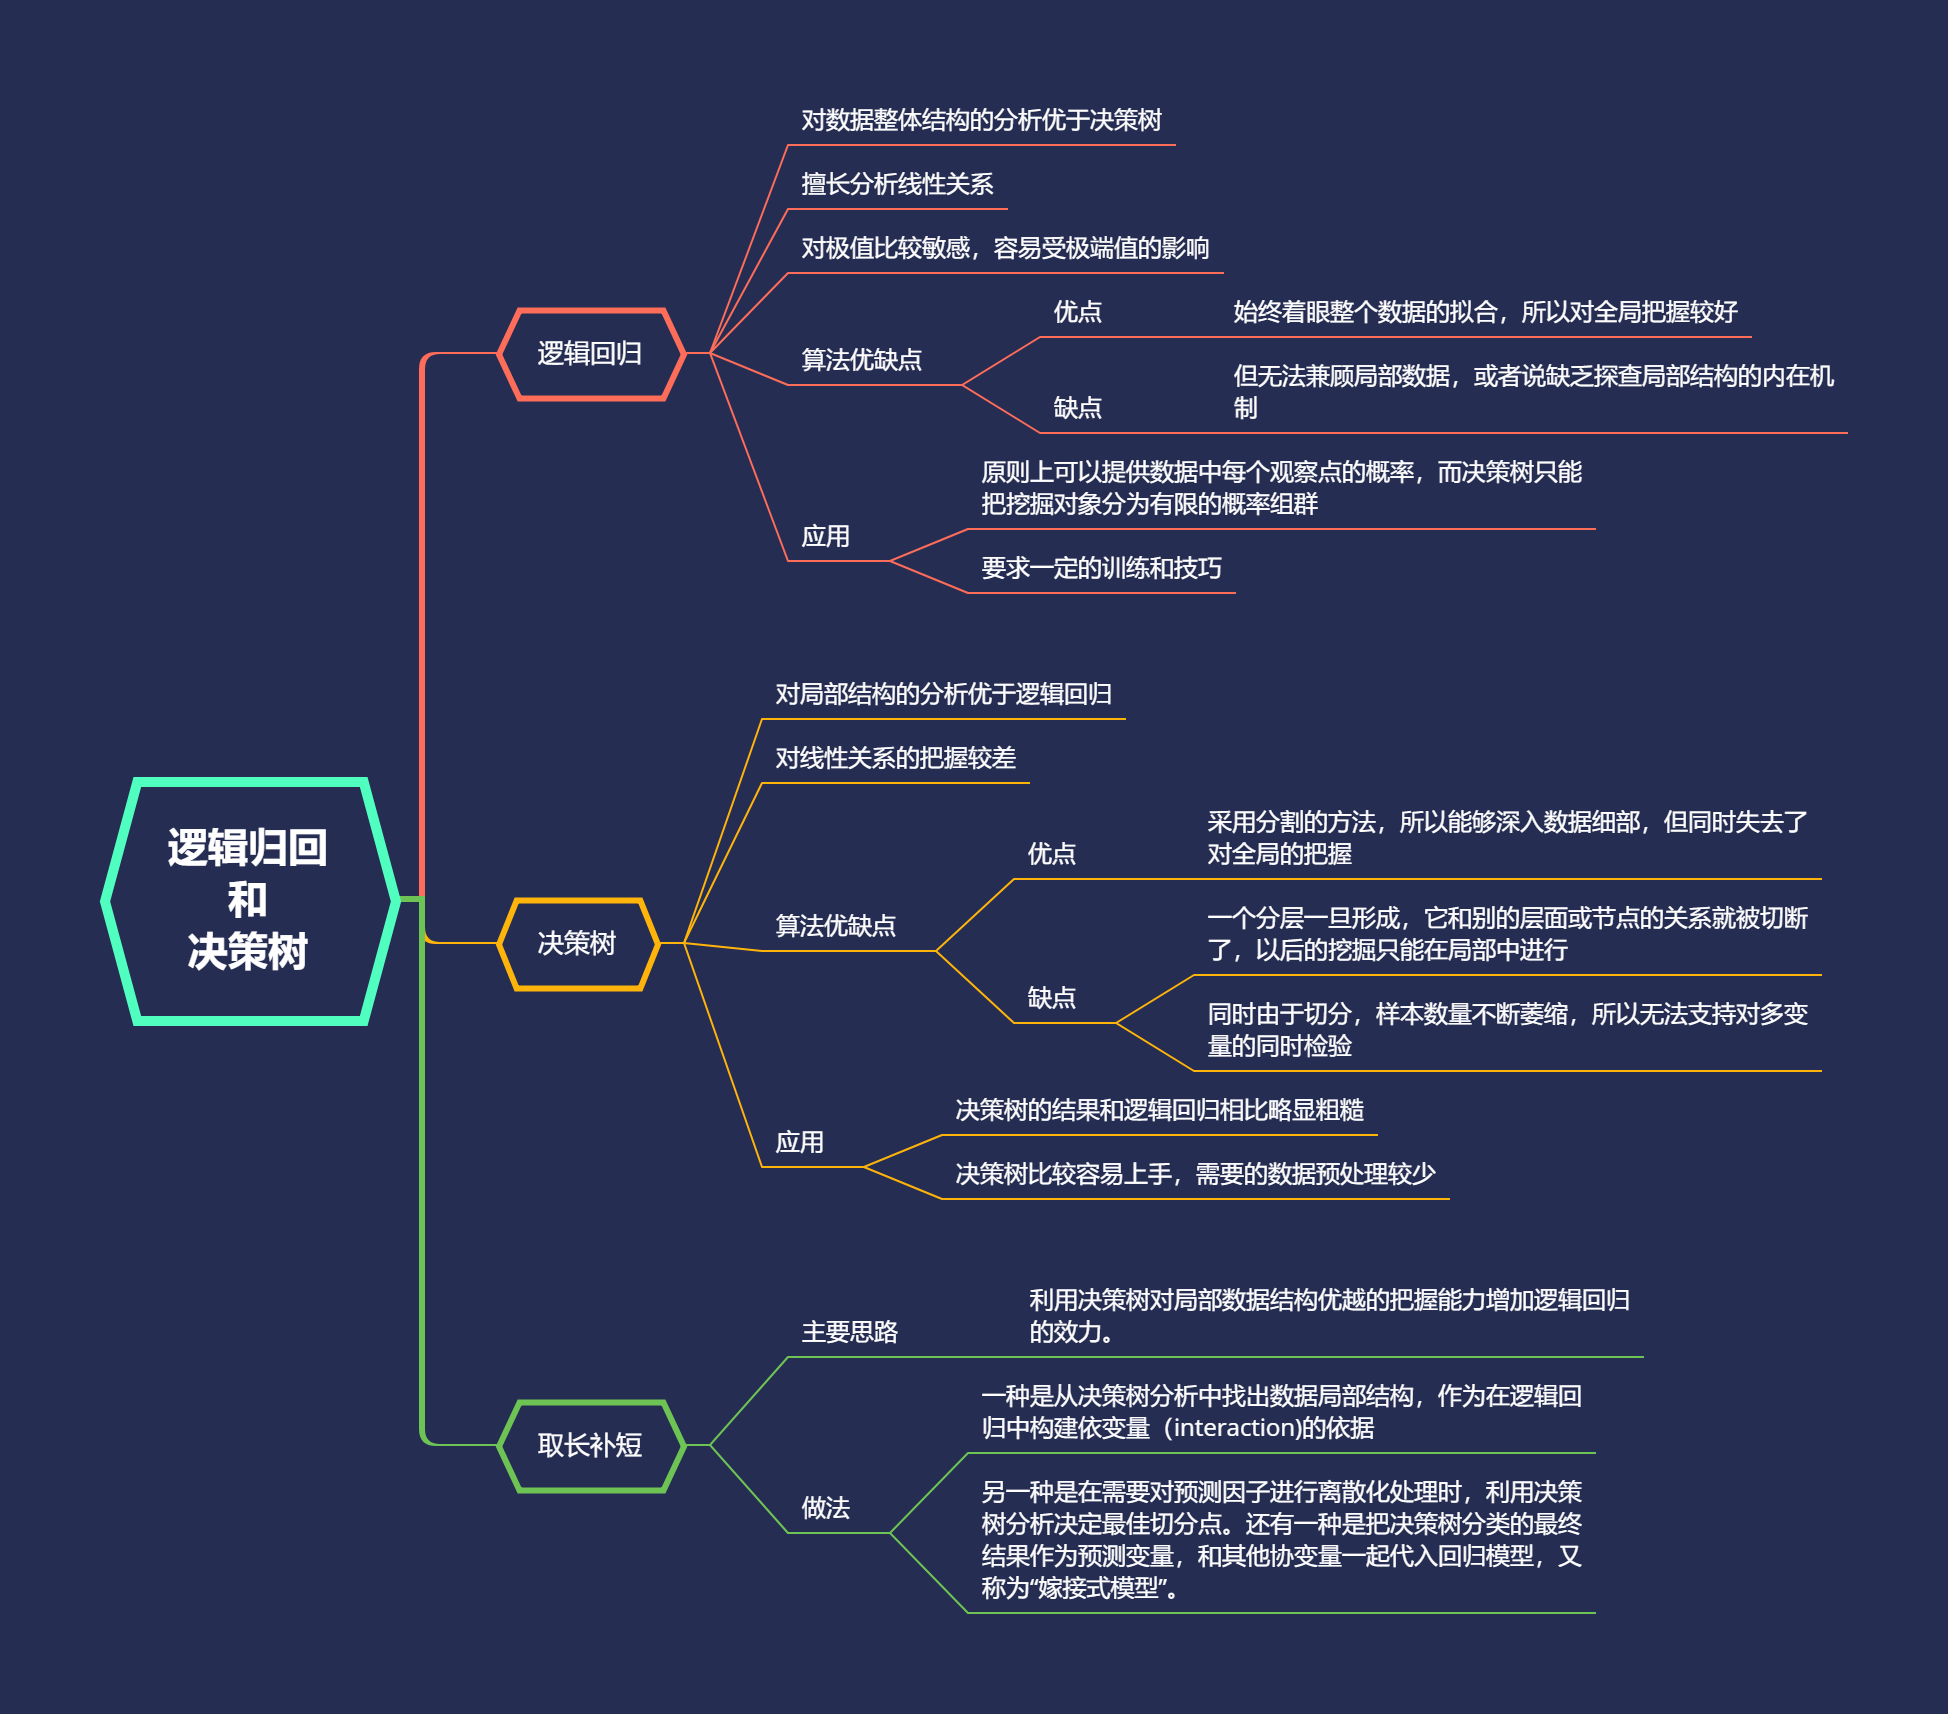 逻辑归回
和
决策树
逻辑回归
对数据整体结构的分析优于决策树
擅长分析线性关系
对极值比较敏感，容易受极端值的影响
算法优缺点
优点
始终着眼整个数据的拟合，所以对全局把握较好
缺点
但无法兼顾局部数据，或者说缺乏探查局部结构的内在机
制
应用
原则上可以提供数据中每个观察点的概率，而决策树只能
把挖掘对象分为有限的概率组群
要求一定的训练和技巧
决策树
对局部结构的分析优于逻辑回归
对线性关系的把握较差
算法优缺点
优点
采用分割的方法，所以能够深入数据细部，但同时失去了
对全局的把握
缺点
一个分层一旦形成，它和别的层面或节点的关系就被切断
了，以后的挖掘只能在局部中进行
同时由于切分，样本数量不断萎缩，所以无法支持对多变
量的同时检验
应用
决策树的结果和逻辑回归相比略显粗糙
决策树比较容易上手，需要的数据预处理较少
取长补短
主要思路
利用决策树对局部数据结构优越的把握能力增加逻辑回归
的效力。
做法
一种是从决策树分析中找出数据局部结构，作为在逻辑回
归中构建依变量（interaction)的依据
另一种是在需要对预测因子进行离散化处理时，利用决策
树分析决定最佳切分点。还有一种是把决策树分类的最终
结果作为预测变量，和其他协变量一起代入回归模型，又
称为“嫁接式模型”。